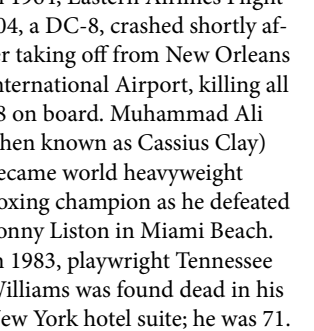 1964, Eastern Airlines Flight
04, a DC-8, crashed shortly af-
er taking off from New Orleans
nternational Airport, killing all
8 on board. Muhammad Ali
hen known as Cassius Clay)
ecame world heavyweight
oxing champion as he defeated
onny Liston in Miami Beach.
n 1983, playwright Tennessee
Williams was found dead in his
ew York hotel suite; he was 71.